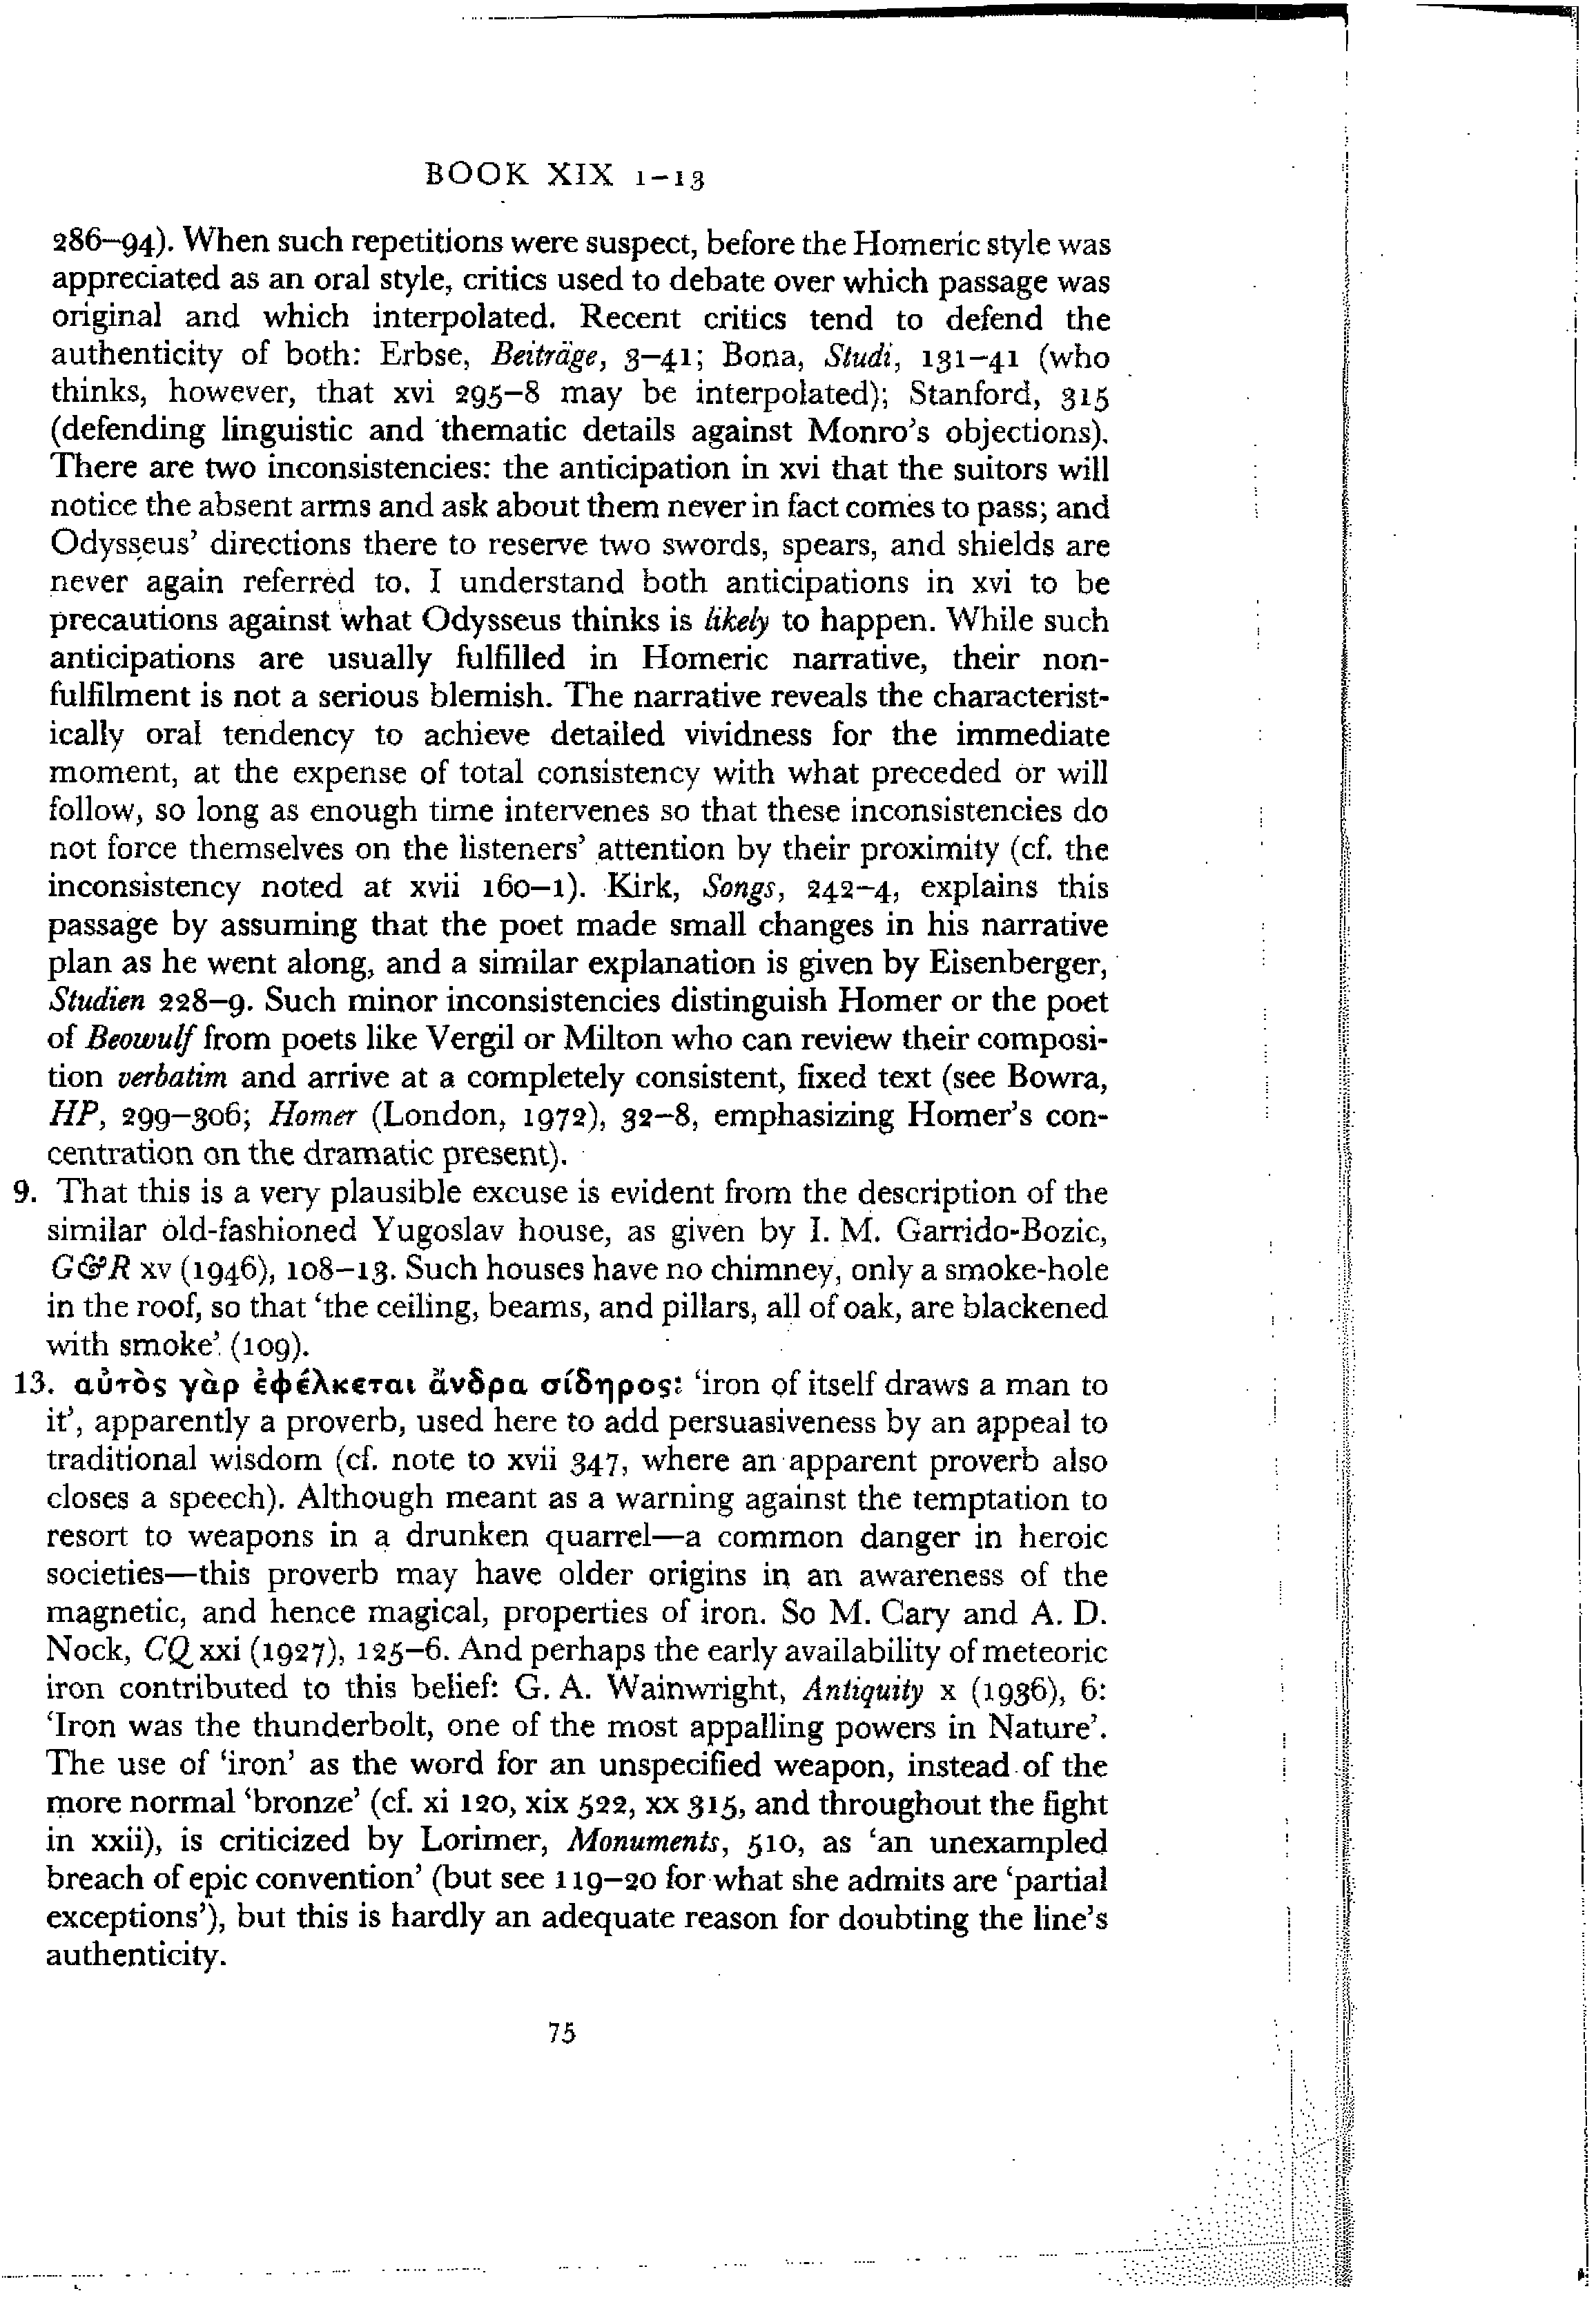 BOOK XIX 1–13
286–94). When such repetitions were suspect, before the Homeric style was
appreciated as an oral style, critics used to debate over which passage was
original and which interpolated. Recent critics tend to defend the
authenticity of both: Erbse, Beiträge, 3–41; Bona, Studi, 131–41 (who
thinks, however, that xvi 295–8 may be interpolated); Stanford, 315
(defending linguistic and thematic details against Monro's objections).
There are two inconsistencies: the anticipation in xvi that the suitors will
notice the absent arms and ask about them never in fact comes to pass; and
Odysseus' directions there to reserve two swords, spears, and shields are
never again referred to. I understand both anticipations in xvi to be
precautions against what Odysseus thinks is likely to happen. While such
anticipations are usually fulfilled in Homeric narrative, their non-
fulfilment is not a serious blemish. The narrative reveals the characterist-
ically oral tendency to achieve detailed vividness for the immediate
moment, at the expense of total consistency with what preceded or will
follow, so long as enough time intervenes so that these inconsistencies do
not force themselves on the listeners' attention by their proximity (cf. the
inconsistency noted at xvii 160–1). Kirk, Songs, 242–4, explains this
passage by assuming that the poet made small changes in his narrative
plan as he went along, and a similar explanation is given by Eisenberger,
Studien 228–9. Such minor inconsistencies distinguish Homer or the poet
of Beowulf from poets like Vergil or Milton who can review their composi-
tion verbatim and arrive at a completely consistent, fixed text (see Bowra,
HP, 299–306; Homer (London, 1972), 32–8, emphasizing Homer's con-
centration on the dramatic present).
9. That this is a very plausible excuse is evident from the description of the
similar old-fashioned Yugoslav house, as given by I. M. Garrido-Bozic,
G&R xv (1946), 108–13. Such houses have no chimney, only a smoke-hole
in the roof, so that 'the ceiling, beams, and pillars, all of oak, are blackened
with smoke' (109).
13. αὐτὸς γὰρ ἐφέλκεται ἄνδρα σίδηρος: 'iron of itself draws a man to
it', apparently a proverb, used here to add persuasiveness by an appeal to
traditional wisdom (cf. note to xvii 347, where an apparent proverb also
closes a speech). Although meant as a warning against the temptation to
resort to weapons in a drunken quarrel—a common danger in heroic
societies—this proverb may have older origins in an awareness of the
magnetic, and hence magical, properties of iron. So M. Cary and A. D.
Nock, CQ xxi (1927), 125–6. And perhaps the early availability of meteoric
iron contributed to this belief: G. A. Wainwright, Antiquity x (1936), 6:
'Iron was the thunderbolt, one of the most appalling powers in Nature'.
The use of 'iron' as the word for an unspecified weapon, instead of the
more normal 'bronze' (cf. xi 120, xix 522, xx 315, and throughout the fight
in xxii), is criticized by Lorimer, Monuments, 510, as 'an unexampled
breach of epic convention' (but see 119–20 for what she admits are 'partial
exceptions'), but this is hardly an adequate reason for doubting the line's
authenticity.
75